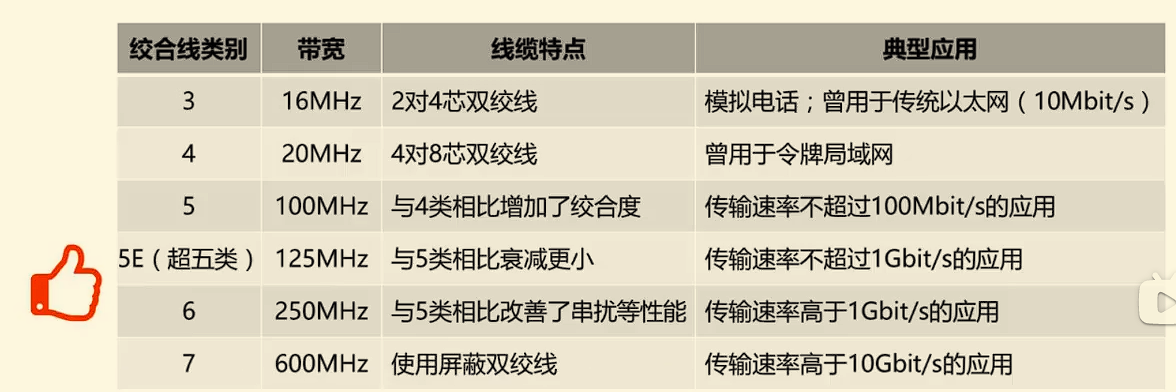 绞合线类别 带宽 线缆特点 典型应用
3 16MHz 2对4芯双绞线 模拟电话；曾用于传统以太网（10Mbit/s）
4 20MHz 4对8芯双绞线 曾用于令牌局域网
5 100MHz 与4类相比增加了绞合度 传输速率不超过100Mbit/s的应用
5E（超五类） 125MHz 与5类相比衰减更小 传输速率不超过1Gbit/s的应用
6 250MHz 与5类相比改善了串扰等性能 传输速率高于1Gbit/s的应用
7 600MHz 使用屏蔽双绞线 传输速率高于10Gbit/s的应用